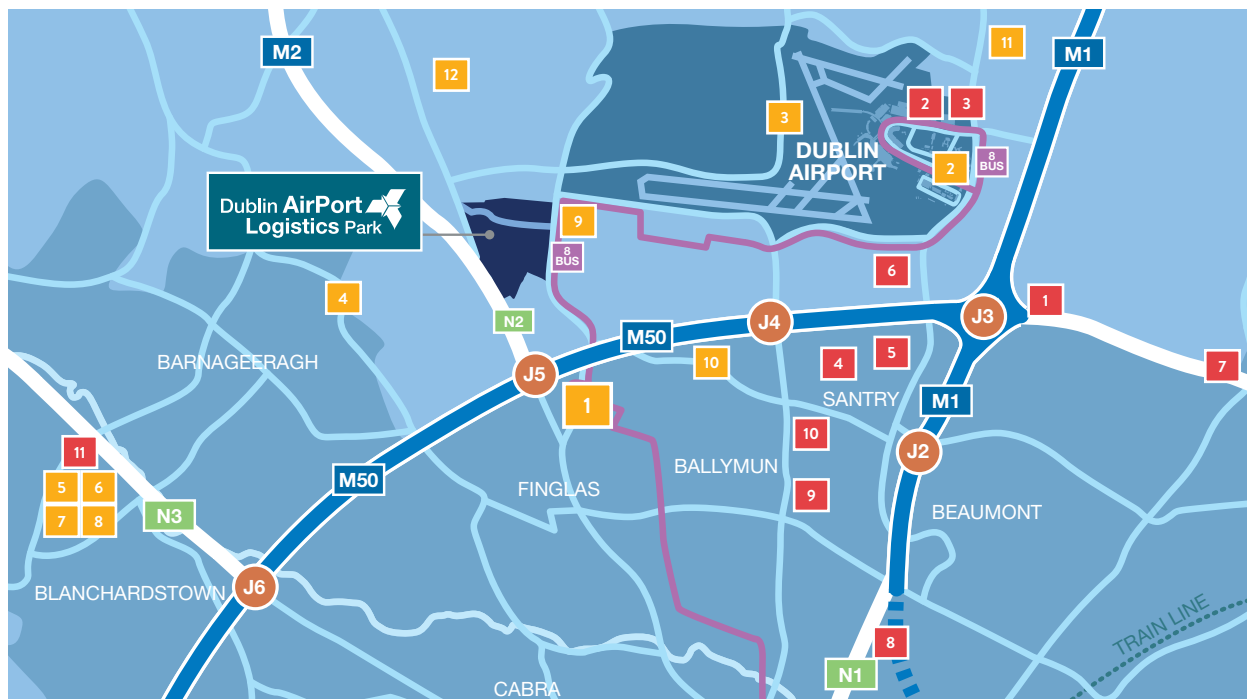 M2
M1
11
12
2
3
3
DUBLIN
AIRPORT
2
8
BUS
Dublin AirPort
Logistics Park
9
8
BUS
6
4
1
N2
J4
J3
M50
BARNAGEERAGH
10
4
5
7
J5
SANTRY
M1
1
10
11
J2
BALLYMUN
5
6
M50
FINGLAS
9
7
8
N3
BEAUMONT
BLANCHARDSTOWN
J6
TRAIN LINE
8
N1
CABRA